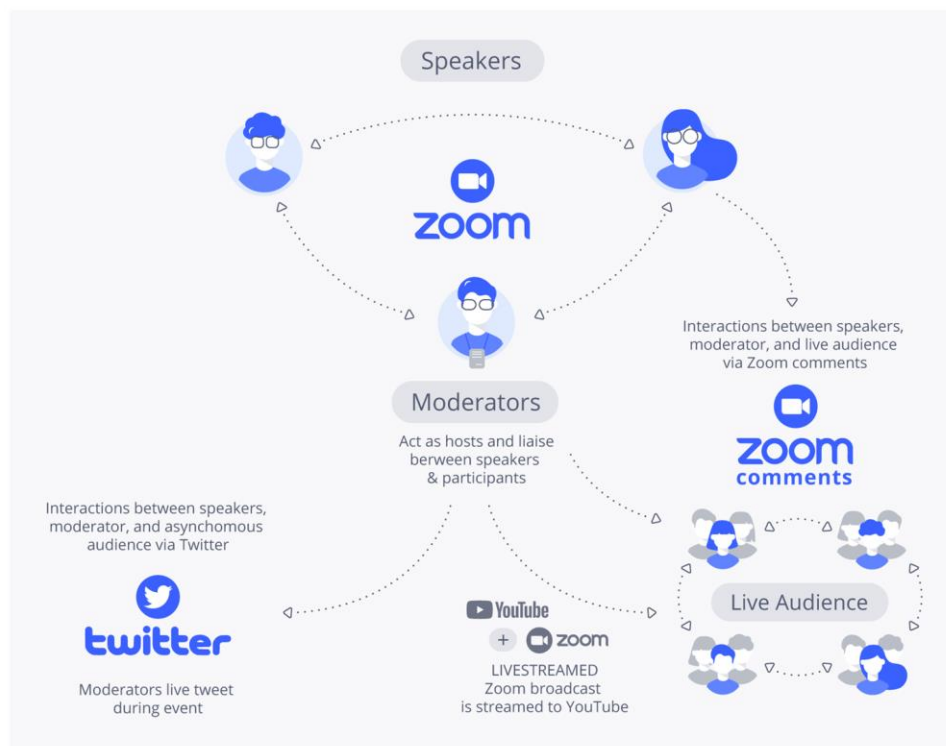 Speakers
zoom
Interactions between speakers,
moderator, and live audience
via Zoom comments
zoom
comments
Moderators
Act as hosts and liaise
berween speakers
& participants
Interactions between speakers,
moderator, and asynchomous
audience via Twitter
twitter
Moderators live tweet
during event
YouTube
+ zoom
LIVESTREAMED
Zoom broadcast
is streamed to YouTube
Live Audience